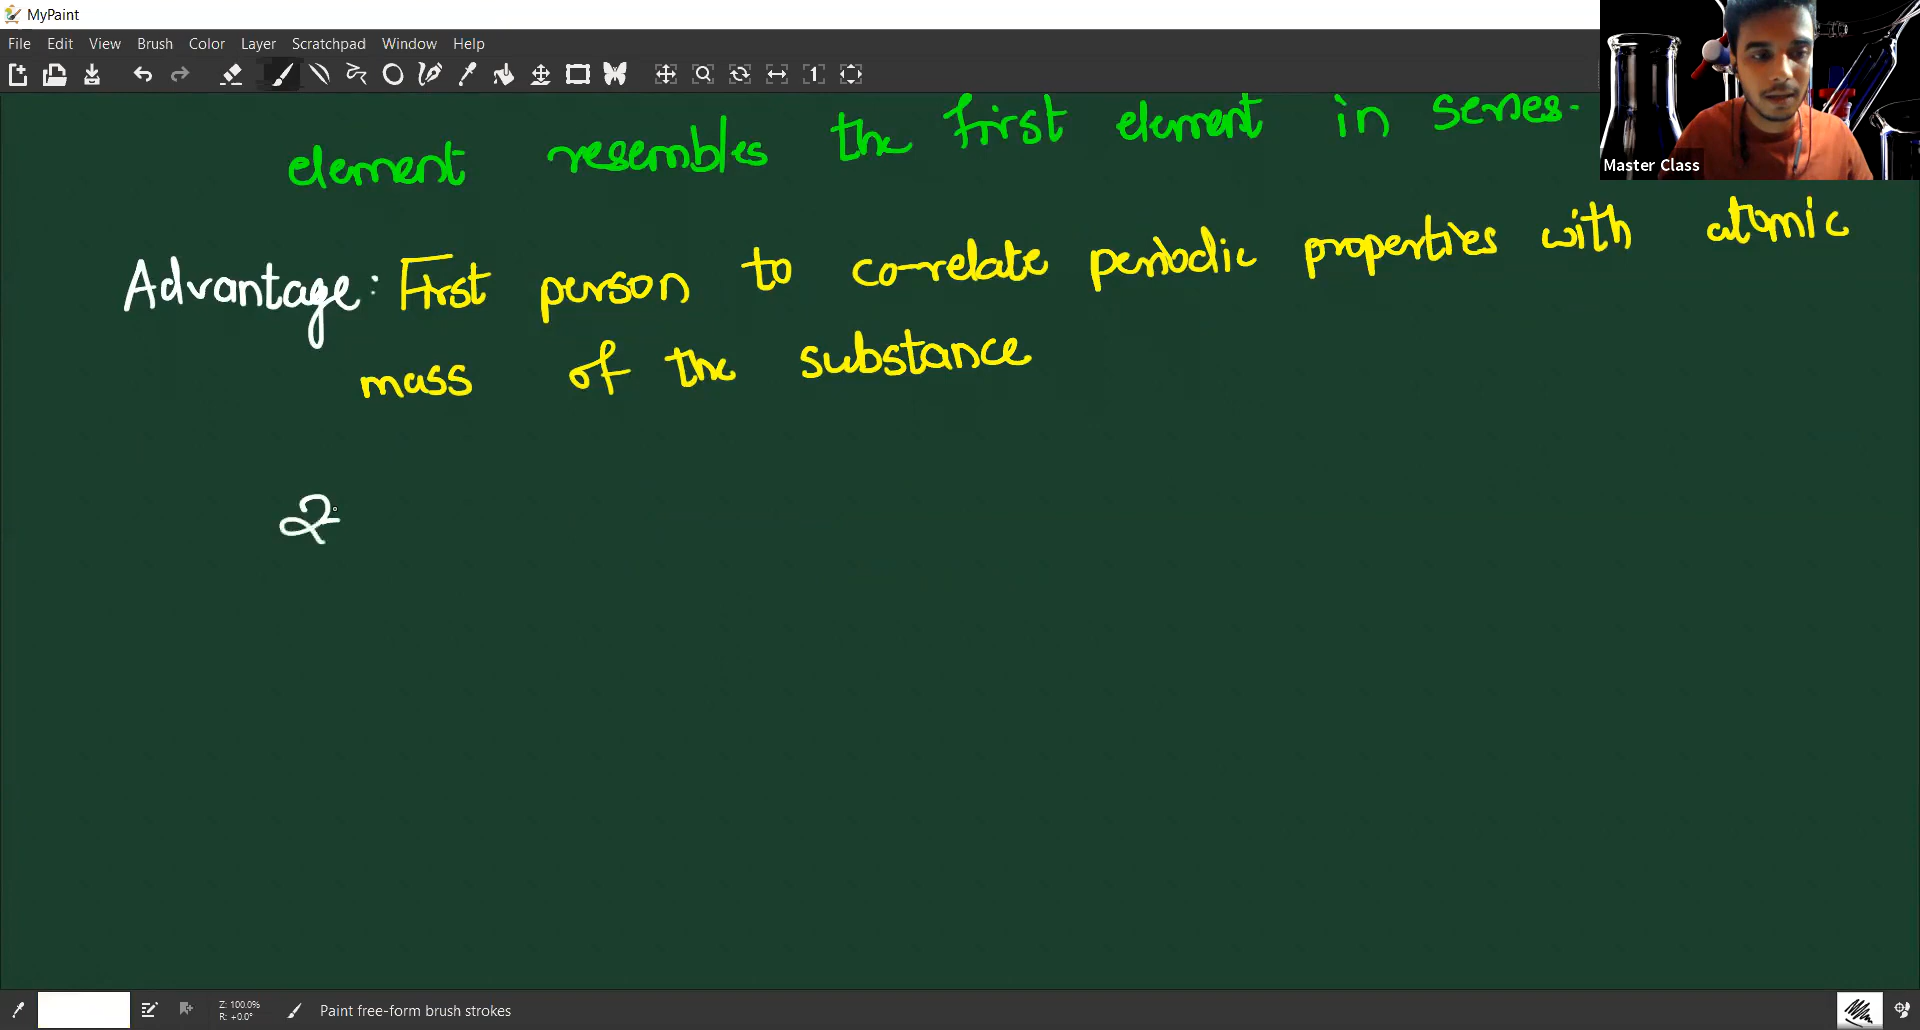 MyPaint
File Edit View Brush Color Layer Scratchpad Window Help
element resembles the first element in series.
Master Class
Advantage: First person to co-relate periodic properties with atomic
mass of the substance
2
Z: 100.0%
R: +0.0°
Paint free-form brush strokes